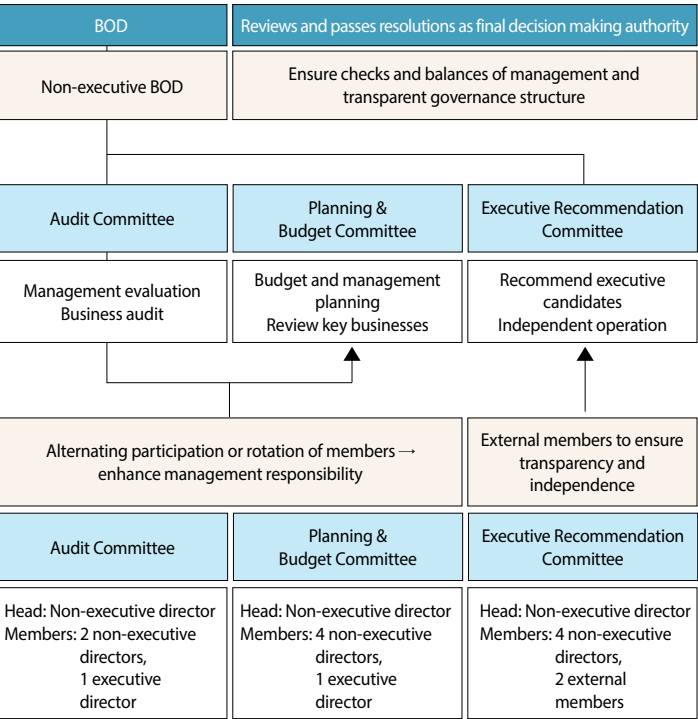 BOD
Reviews and passes resolutions as final decision making authority
Non-executive BOD
Ensure checks and balances of management and
transparent governance structure
Audit Committee
Planning &
Budget Committee
Executive Recommendation
Committee
Management evaluation
Business audit
Budget and management
planning
Review key businesses
Recommend executive
candidates
Independent operation
Alternating participation or rotation of members →
enhance management responsibility
External members to ensure
transparency and
independence
Audit Committee
Planning &
Budget Committee
Executive Recommendation
Committee
Head: Non-executive director
Members: 2 non-executive
directors,
1 executive
director
Head: Non-executive director
Members: 4 non-executive
directors,
1 executive
director
Head: Non-executive director
Members: 4 non-executive
directors,
2 external
members